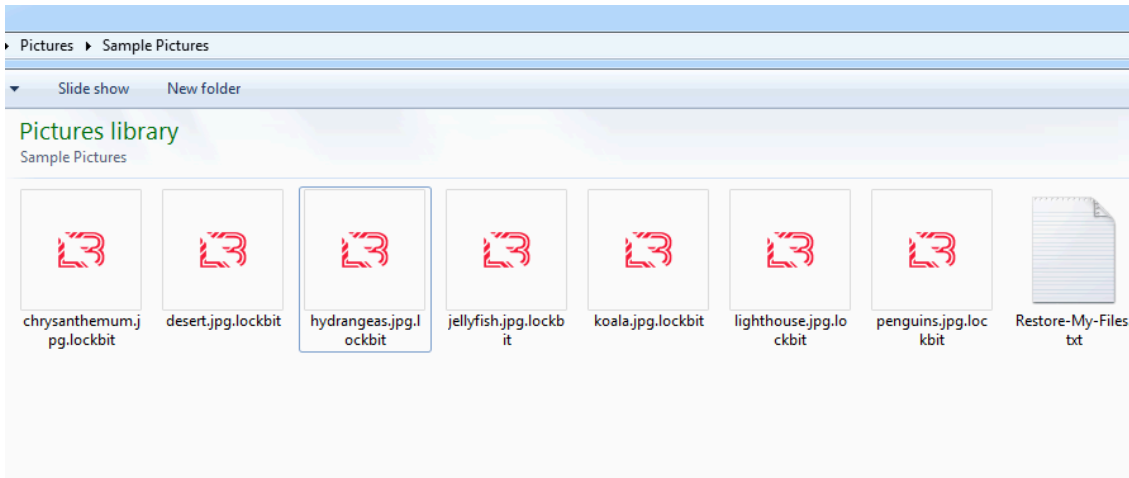 Pictures Sample Pictures
Slide show New folder
Pictures library
Sample Pictures
chrysanthemum.j
pg.lockbit
desert.jpg.lockbit
hydrangeas.jpg.l
ockbit
jellyfish.jpg.lockb
it
koala.jpg.lockbit
lighthouse.jpg.lo
ckbit
penguins.jpg.loc
kbit
Restore-My-Files
txt